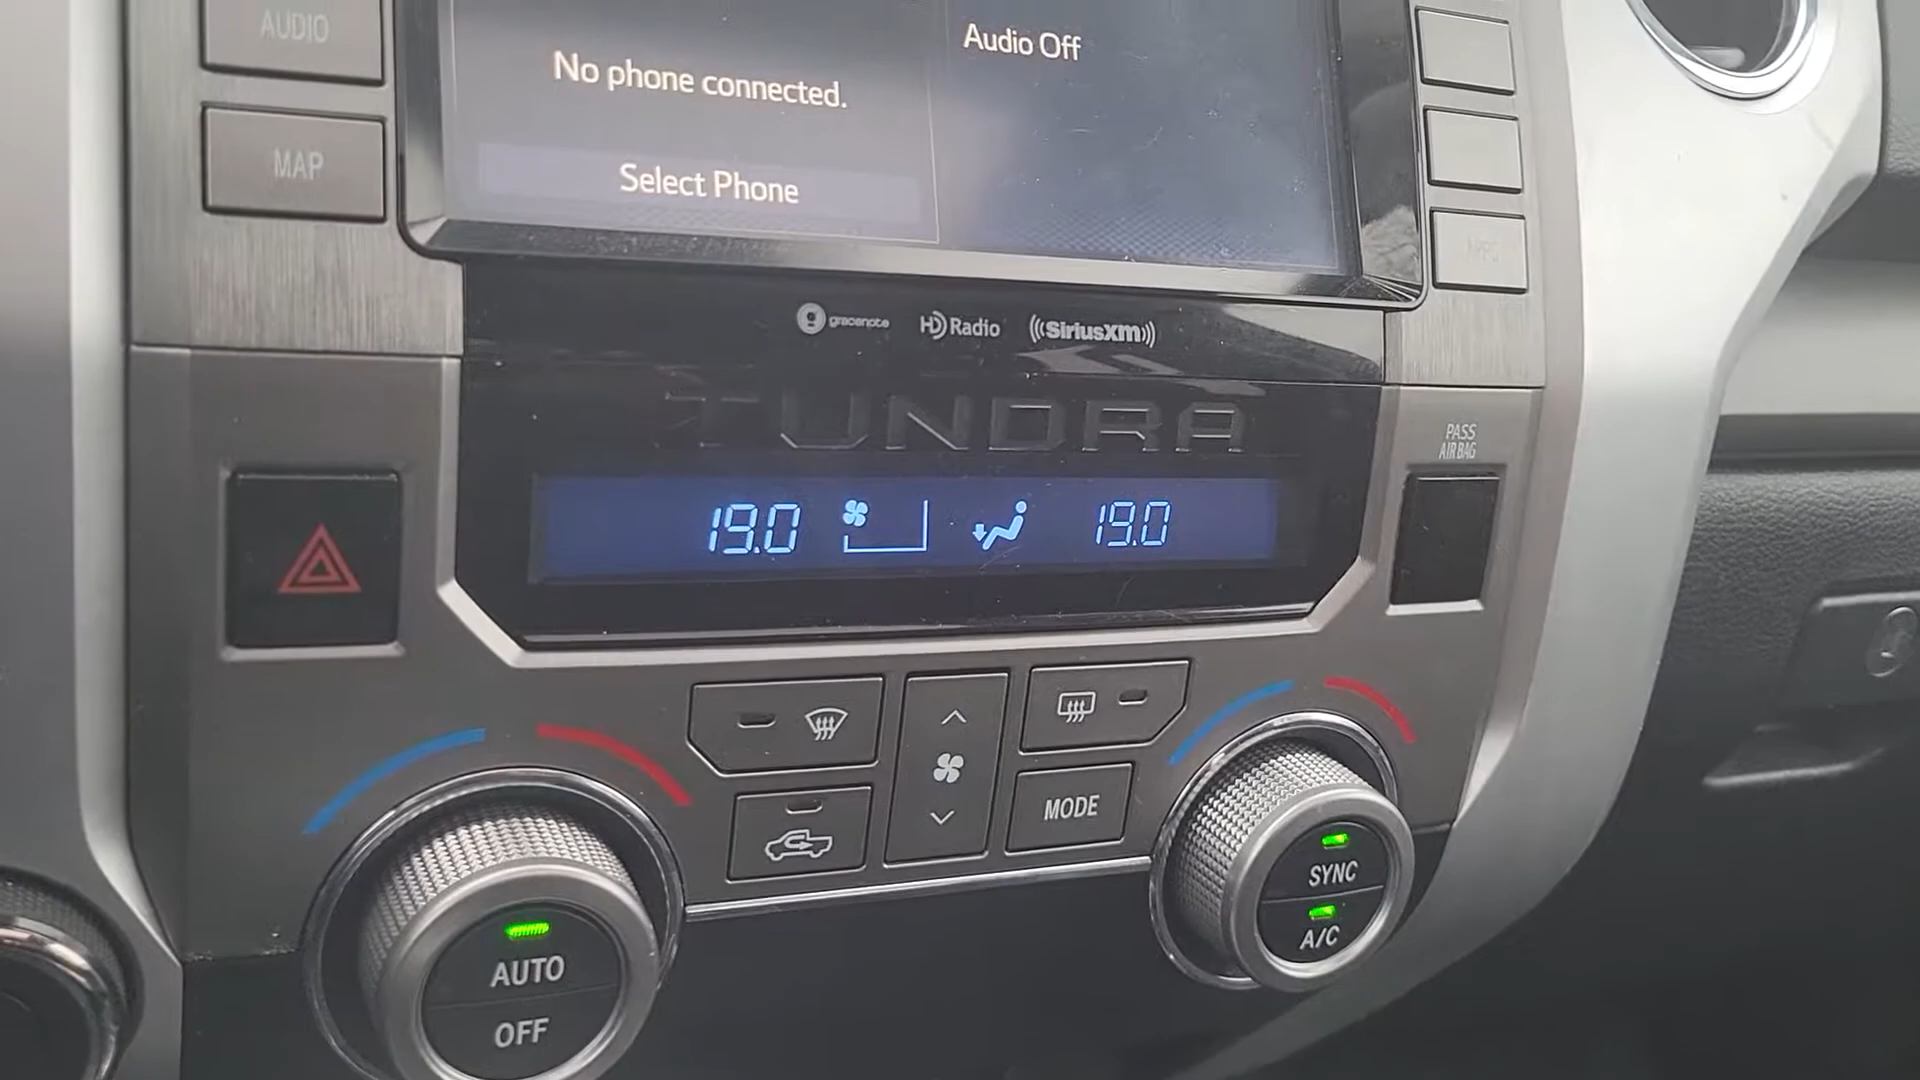 AUDIO
MAP
No phone connected.
Select Phone
Audio Off
APPS
gracenote
HD Radio
((SiriusXM))
TUNDRA
PASS
AIR BAG
19.0
19.0
MODE
AUTO
OFF
SYNC
A/C